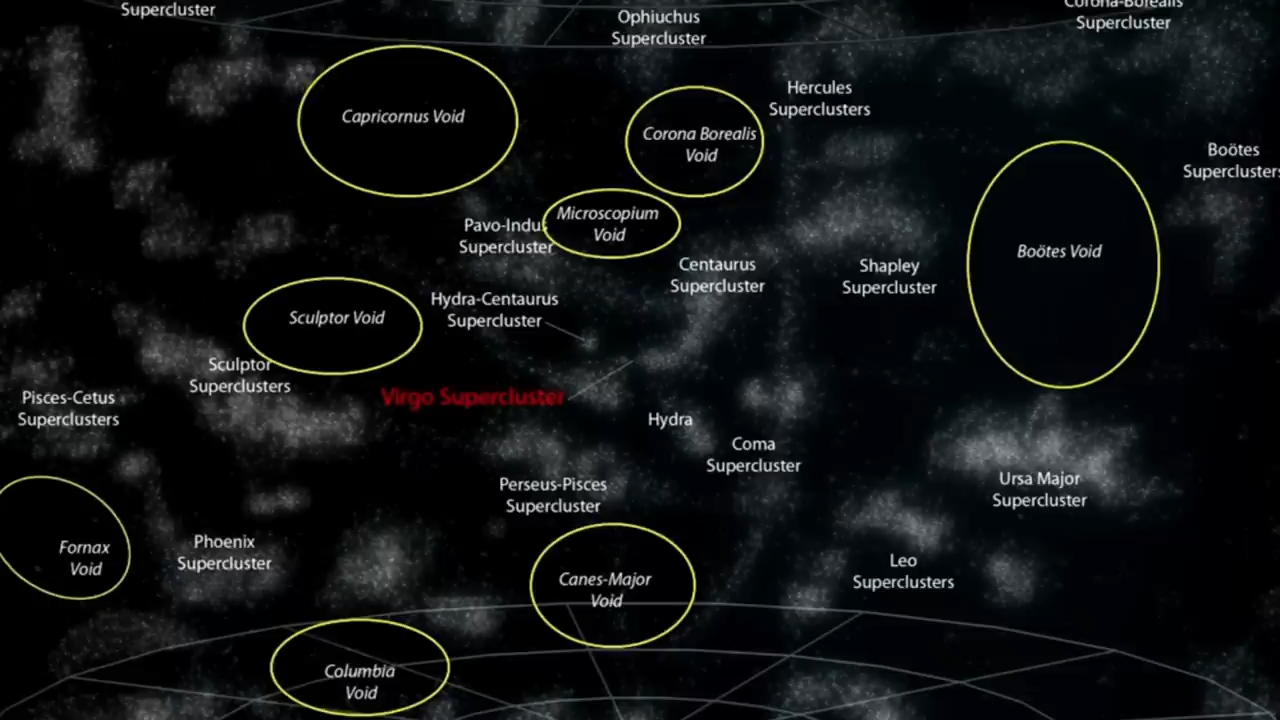 Supercluster
Ophiuchus
Supercluster
Corona-Borealis
Supercluster
Capricornus Void
Hercules
Superclusters
Corona Borealis
Void
Boötes
Superclusters
Microscopium
Void
Pavo-Indus
Supercluster
Boötes Void
Centaurus
Supercluster
Shapley
Supercluster
Hydra-Centaurus
Supercluster
Sculptor Void
Sculptor
Superclusters
Virgo Supercluster
Pisces-Cetus
Superclusters
Hydra
Coma
Supercluster
Perseus-Pisces
Supercluster
Ursa Major
Supercluster
Fornax
Void
Phoenix
Supercluster
Canes-Major
Void
Leo
Superclusters
Columbia
Void